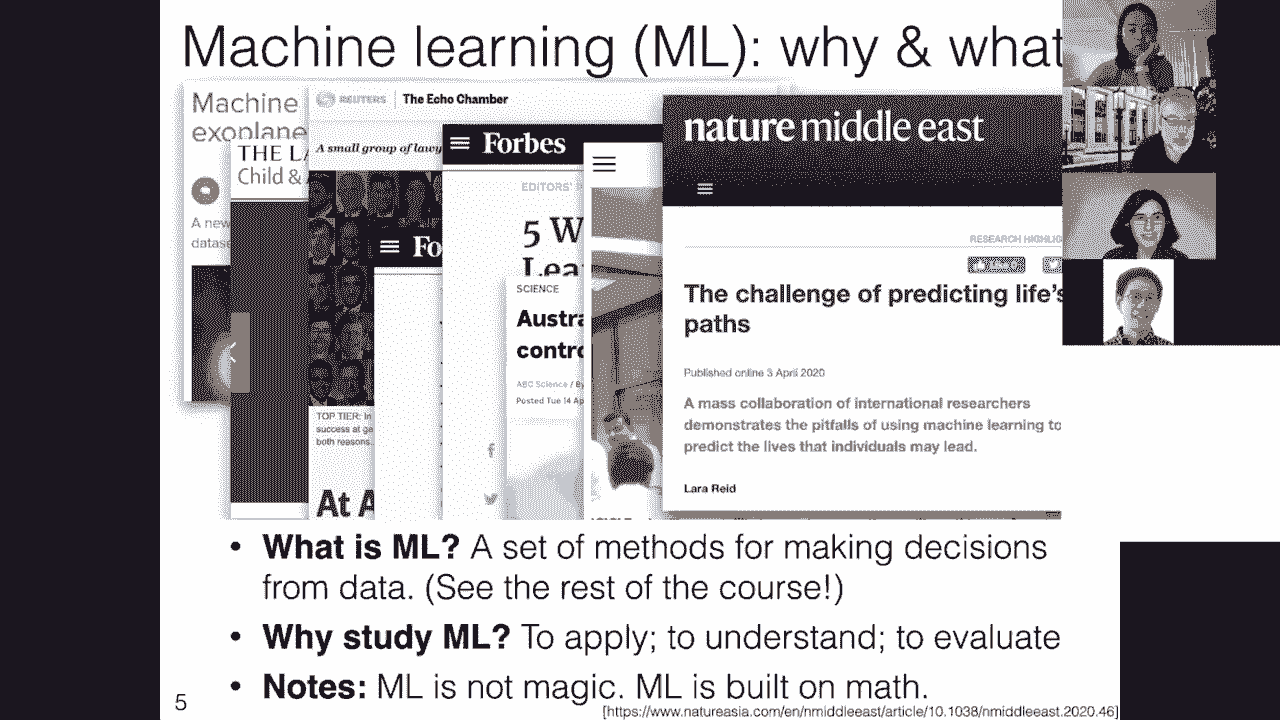 Machine learning (ML): why & what
Machine
exoplane
A new
datase
THE LA
Child &
REUTERS
The Echo Chamber
A small group of lawy
TOP TIER: In
success at ge
both reasons.
At A
Fo
Forbes
EDITORS' P
5 W
Lea
SCIENCE
Austra
contro
ABC Science / By
Posted Tue 14 Ap
nature middle east
RESEARCH HIGHLIG
The challenge of predicting life's
paths
Published online 3 April 2020
A mass collaboration of international researchers
demonstrates the pitfalls of using machine learning to
predict the lives that individuals may lead.
Lara Reid
• What is ML? A set of methods for making decisions
from data. (See the rest of the course!)
• Why study ML? To apply; to understand; to evaluate
• Notes: ML is not magic. ML is built on math.
5
[https://www.natureasia.com/en/nmiddleeast/article/10.1038/nmiddleeast.2020.46]